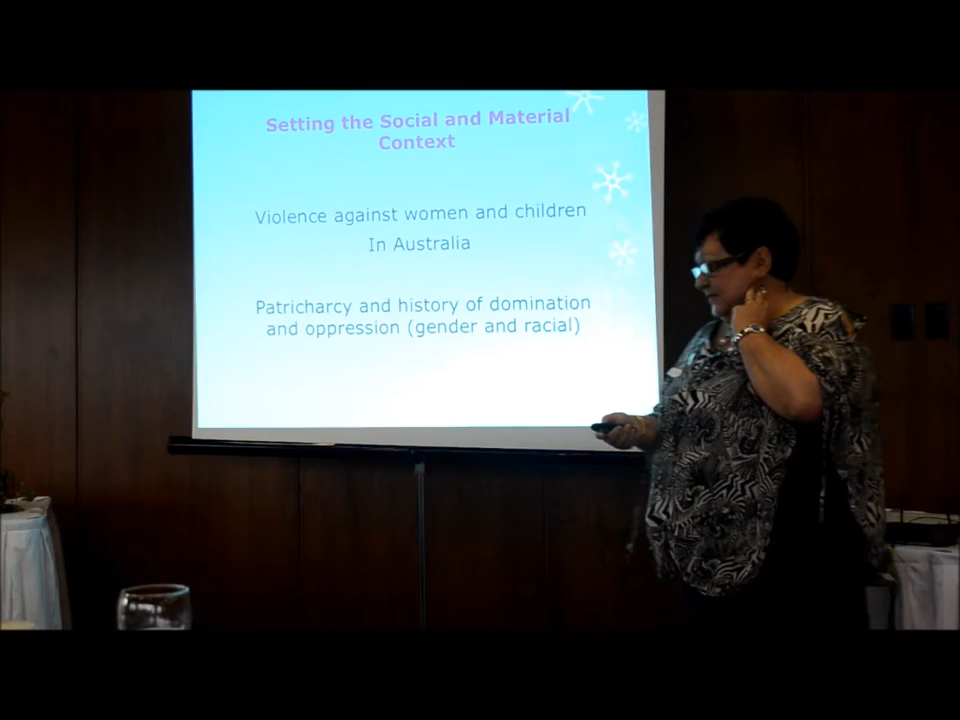 Setting the Social and Material
Context
Violence against women and children
In Australia
Patricharcy and history of domination
and oppression (gender and racial)